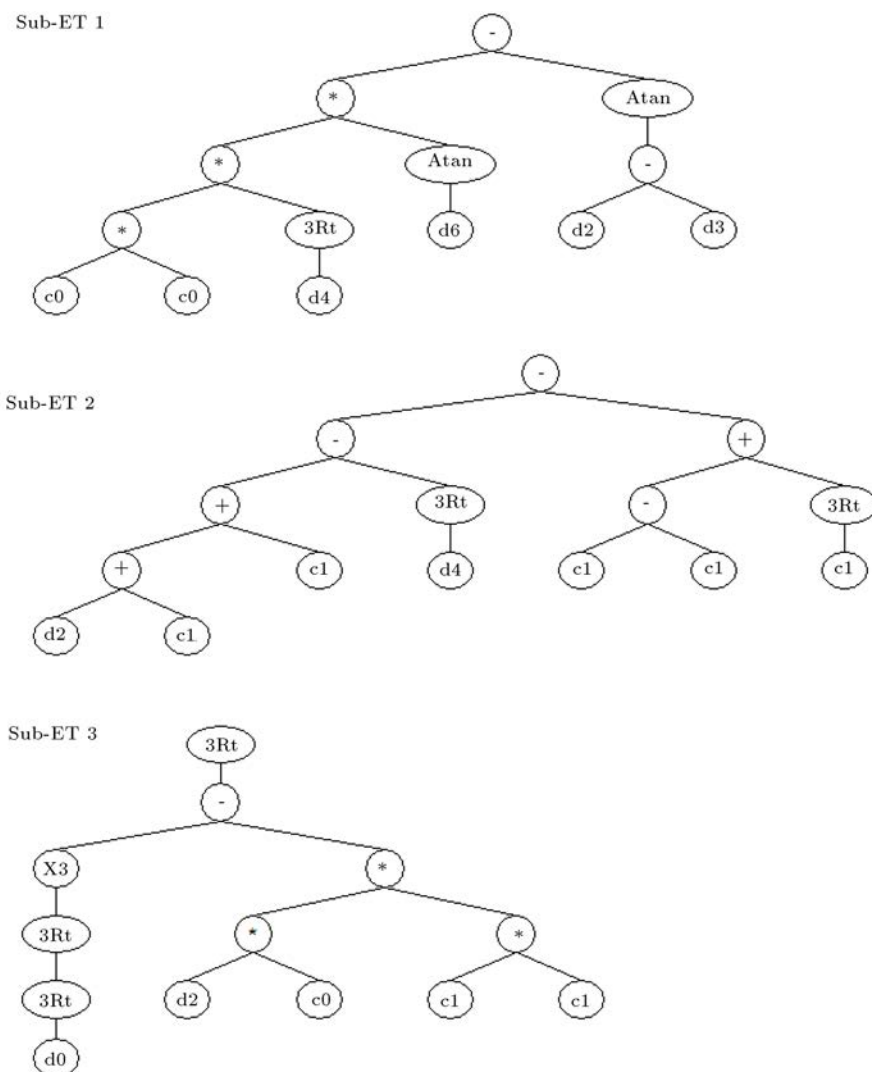 Sub-ET 1
-
* Atan
* Atan -
* 3Rt d6 d2 d3
c0 c0 d4
-
Sub-ET 2
- +
+ 3Rt - 3Rt
+ c1 d4 c1 c1 c1
d2 c1
Sub-ET 3
3Rt
-
X3 *
3Rt * *
3Rt d2 c0 c1 c1
d0